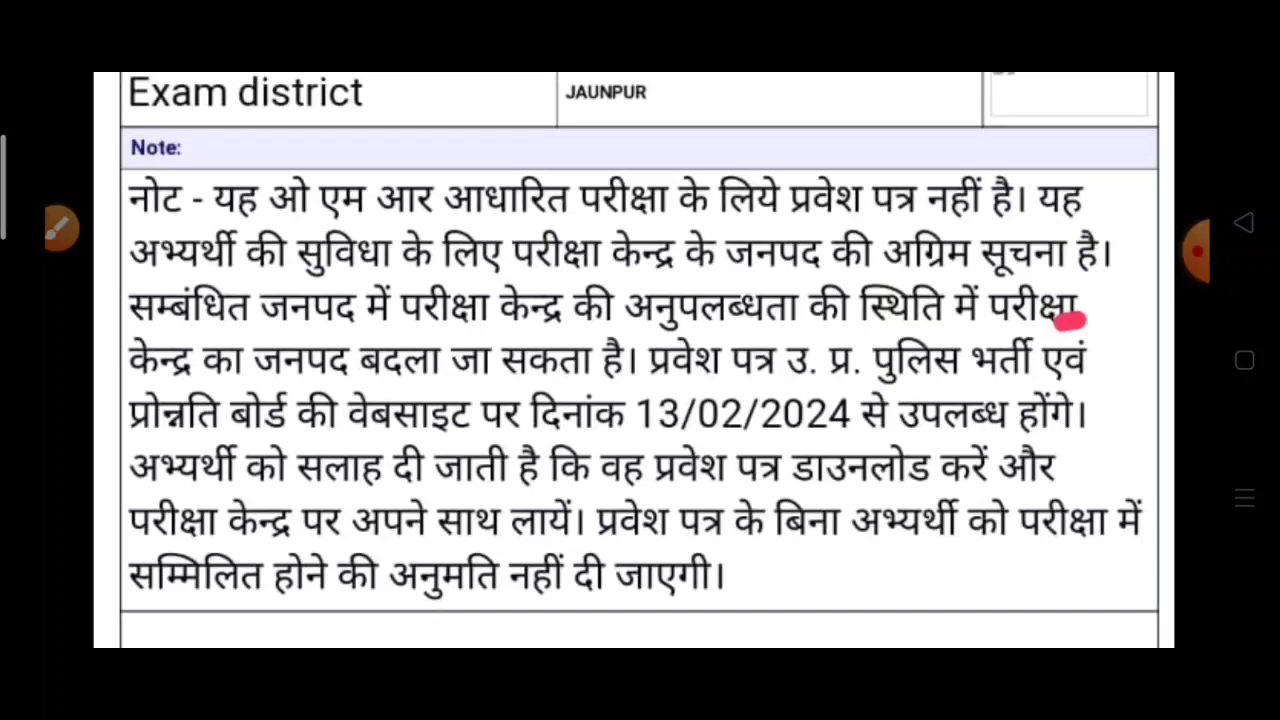 Exam district JAUNPUR
Note:
नोट - यह ओ एम आर आधारित परीक्षा के लिये प्रवेश पत्र नहीं है। यह
अभ्यर्थी की सुविधा के लिए परीक्षा केन्द्र के जनपद की अग्रिम सूचना है।
सम्बंधित जनपद में परीक्षा केन्द्र की अनुपलब्धता की स्थिति में परीक्षा
केन्द्र का जनपद बदला जा सकता है। प्रवेश पत्र उ. प्र. पुलिस भर्ती एवं
प्रोन्नति बोर्ड की वेबसाइट पर दिनांक 13/02/2024 से उपलब्ध होंगे।
अभ्यर्थी को सलाह दी जाती है कि वह प्रवेश पत्र डाउनलोड करें और
परीक्षा केन्द्र पर अपने साथ लायें। प्रवेश पत्र के बिना अभ्यर्थी को परीक्षा में
सम्मिलित होने की अनुमति नहीं दी जाएगी।